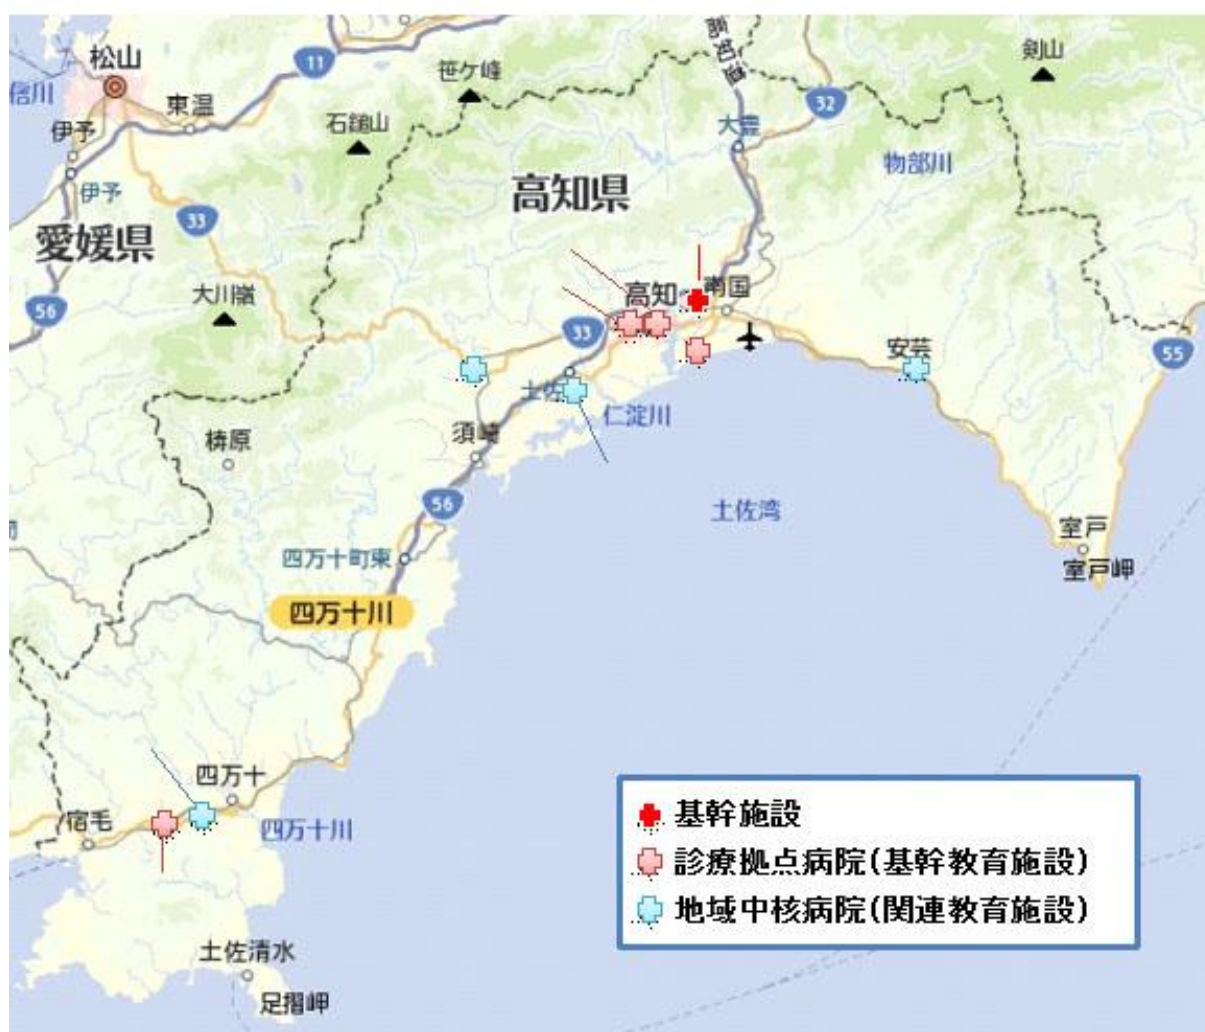 松山
11
笹ケ峰
高知道
剣山
信川
伊予
東温
石鎚山
大豊
32
物部川
伊予
33
高知県
愛媛県
大川嶺
高知
南国
56
33
安芸
55
土佐
仁淀川
梼原
須崎
56
土佐湾
室戸
室戸岬
四万十町東
四万十川
四万十
宿毛
四万十川
基幹施設
診療拠点病院(基幹教育施設)
地域中核病院(関連教育施設)
土佐清水
足摺岬